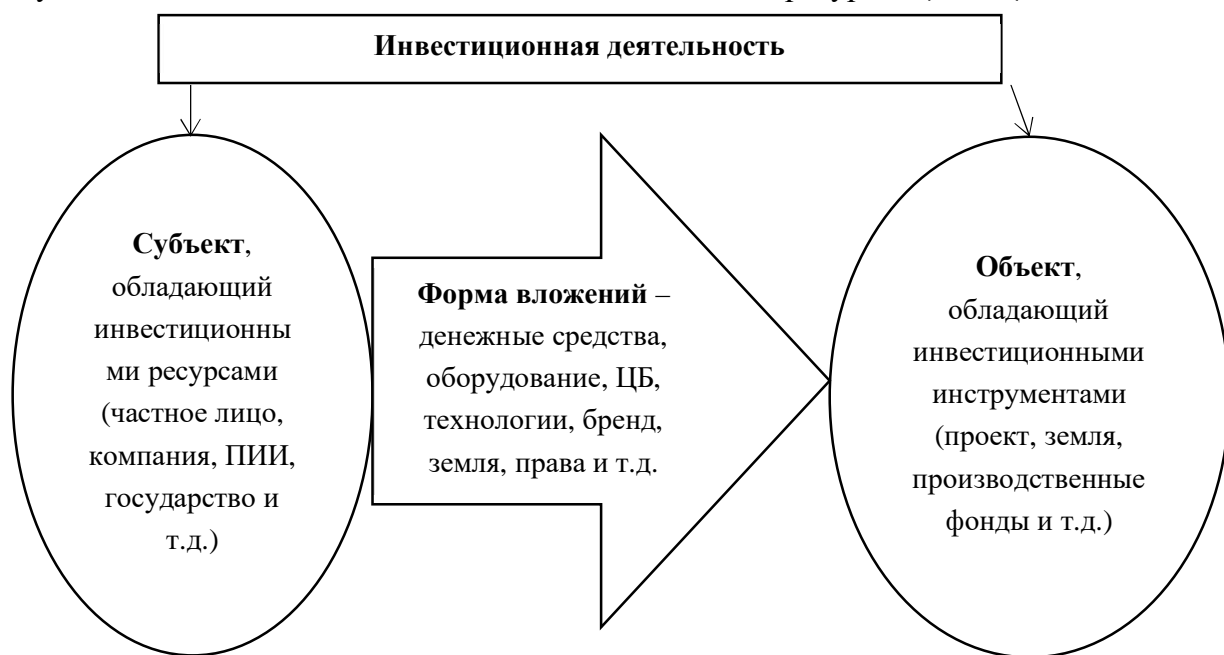 Инвестиционная деятельность
Субъект,
обладающий
инвестиционны
ми ресурсами
(частное лицо,
компания, ПИИ,
государство и
т.д.)
Форма вложений –
денежные средства,
оборудование, ЦБ,
технологии, бренд,
земля, права и т.д.
Объект,
обладающий
инвестиционными
инструментами
(проект, земля,
производственные
фонды и т.д.)